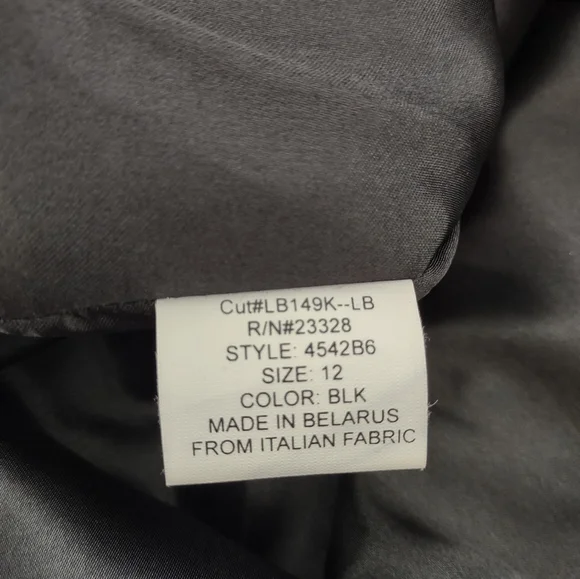 Cut#LB149K--LB
R/N#23328
STYLE: 4542B6
SIZE: 12
COLOR: BLK
MADE IN BELARUS
FROM ITALIAN FABRIC